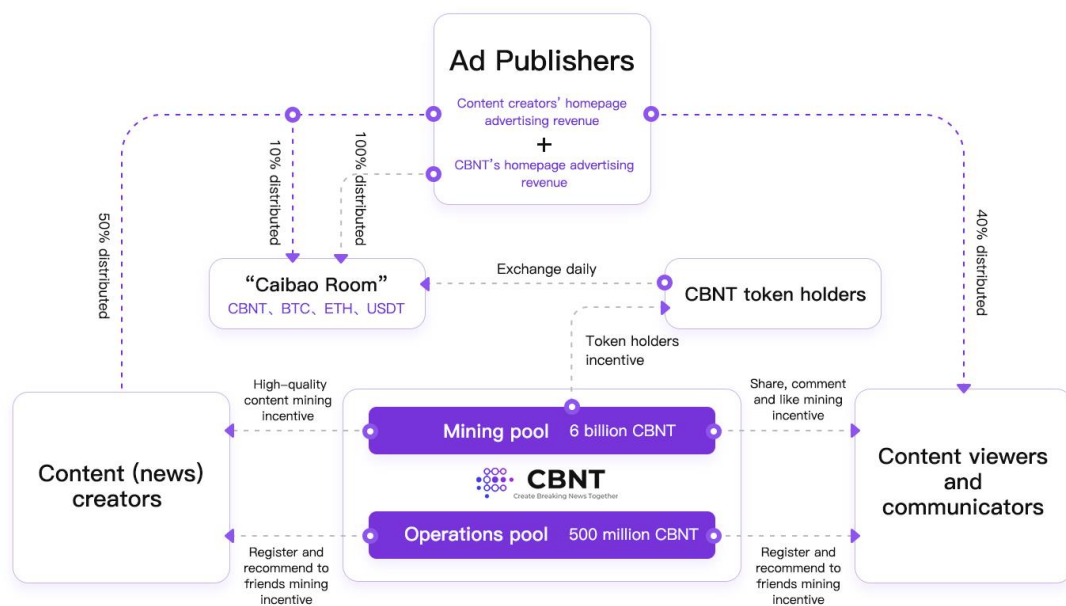 Ad Publishers
Content creators' homepage
advertising revenue
+
CBNT's homepage advertising
revenue
50% distributed
10% distributed
100% distributed
40% distributed
“Caibao Room”
CBNT、BTC、ETH、USDT
Exchange daily
CBNT token holders
Token holders
incentive
High-quality
content mining
incentive
Share, comment
and like mining
incentive
Content (news)
creators
Mining pool 6 billion CBNT
CBNT
Create Breaking News Together
Operations pool 500 million CBNT
Content viewers
and
communicators
Register and
recommend to
friends mining
incentive
Register and
recommend to
friends mining
incentive